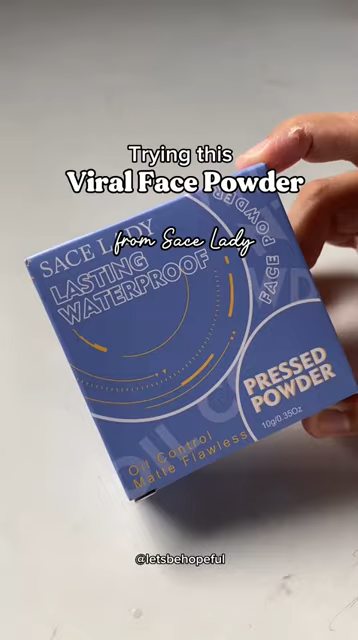 Trying this
Viral Face Powder
from Sace Lady
SACE LADY
LASTING
WATERPROOF
FACE POWDER
PRESSED
POWDER
10g/0.35Oz
Oil Control
Matte Flawless
@letsbehopeful